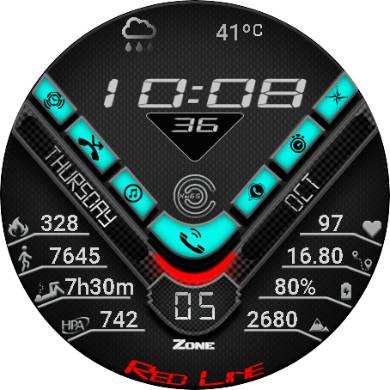 41°C
10:08
36
THURSDAY
OCT
328
97
7645
16.80
7h30m
80%
HPA 742
05
2680
ZONE
RED LINE